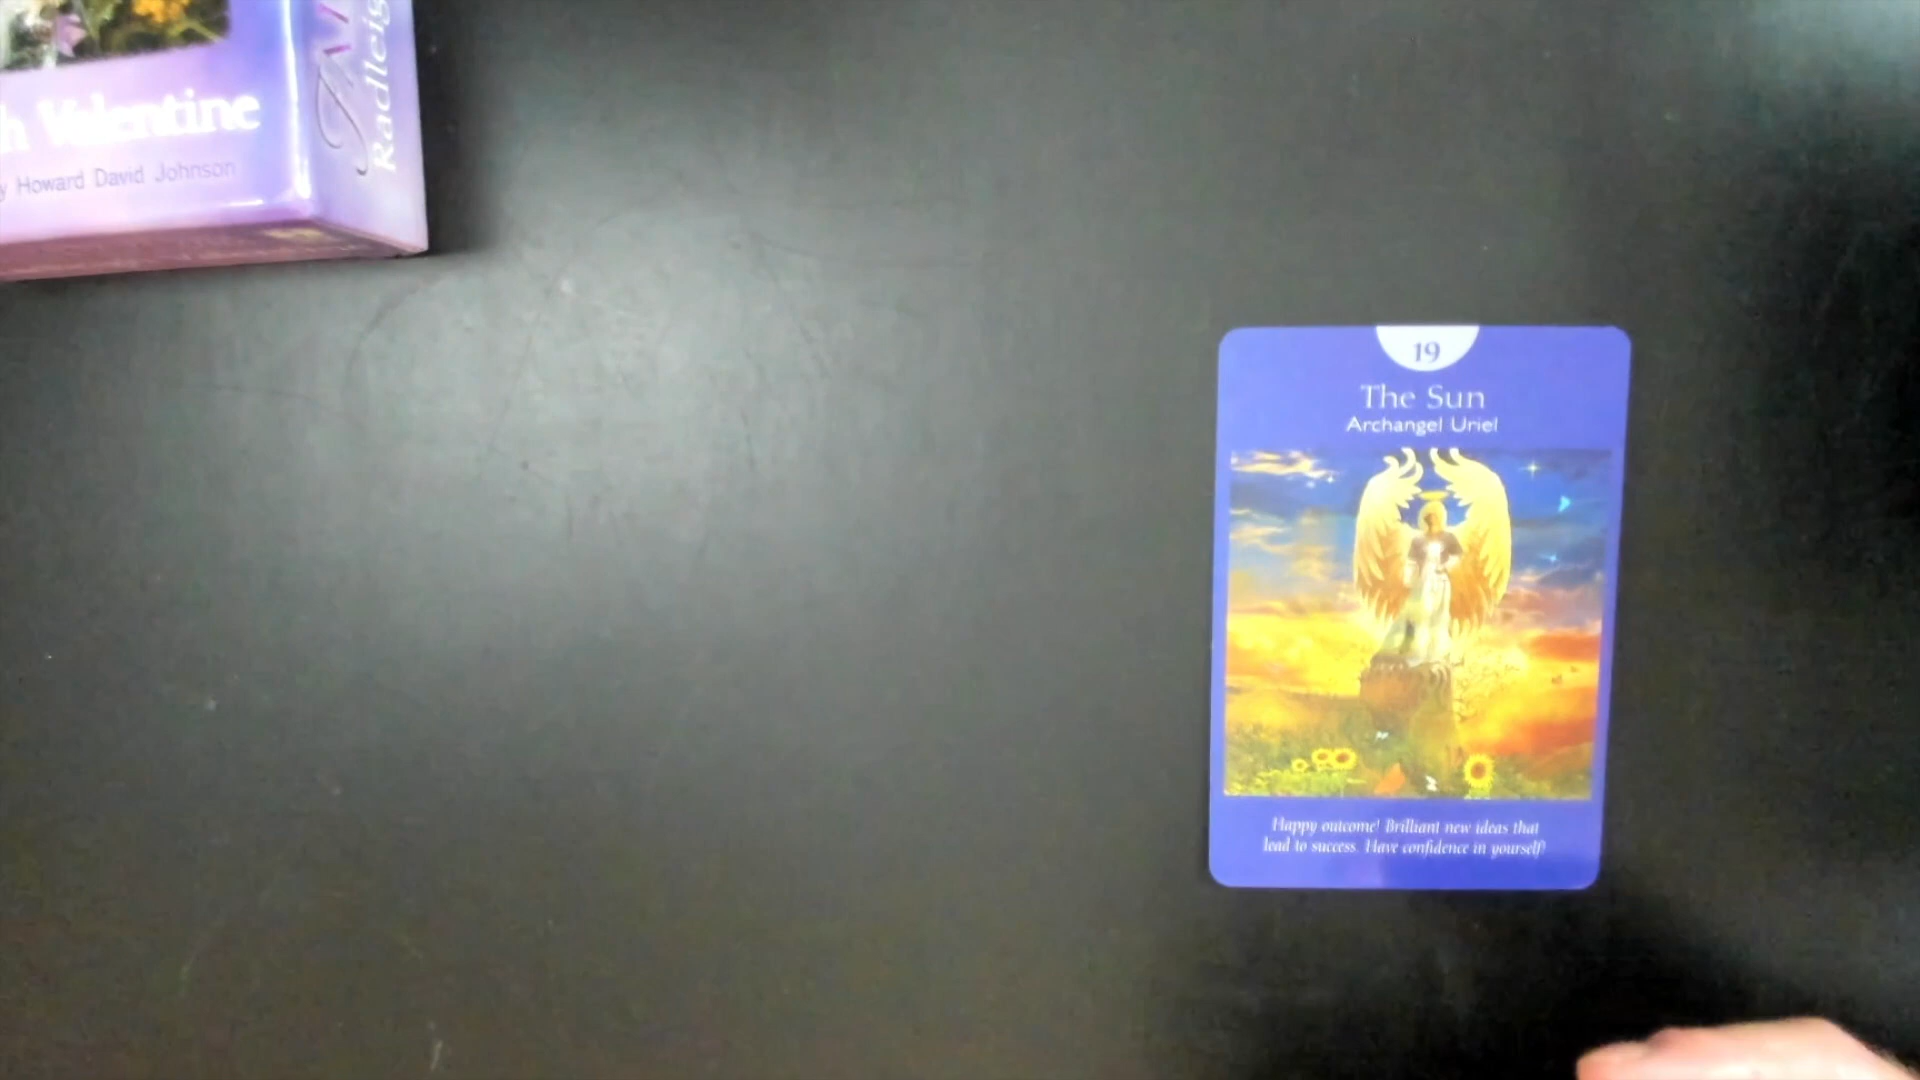 h Valentine
y Howard David Johnson
Radleig
19
The Sun
Archangel Uriel
Happy outcome! Brilliant new ideas that
lead to success. Have confidence in yourself!